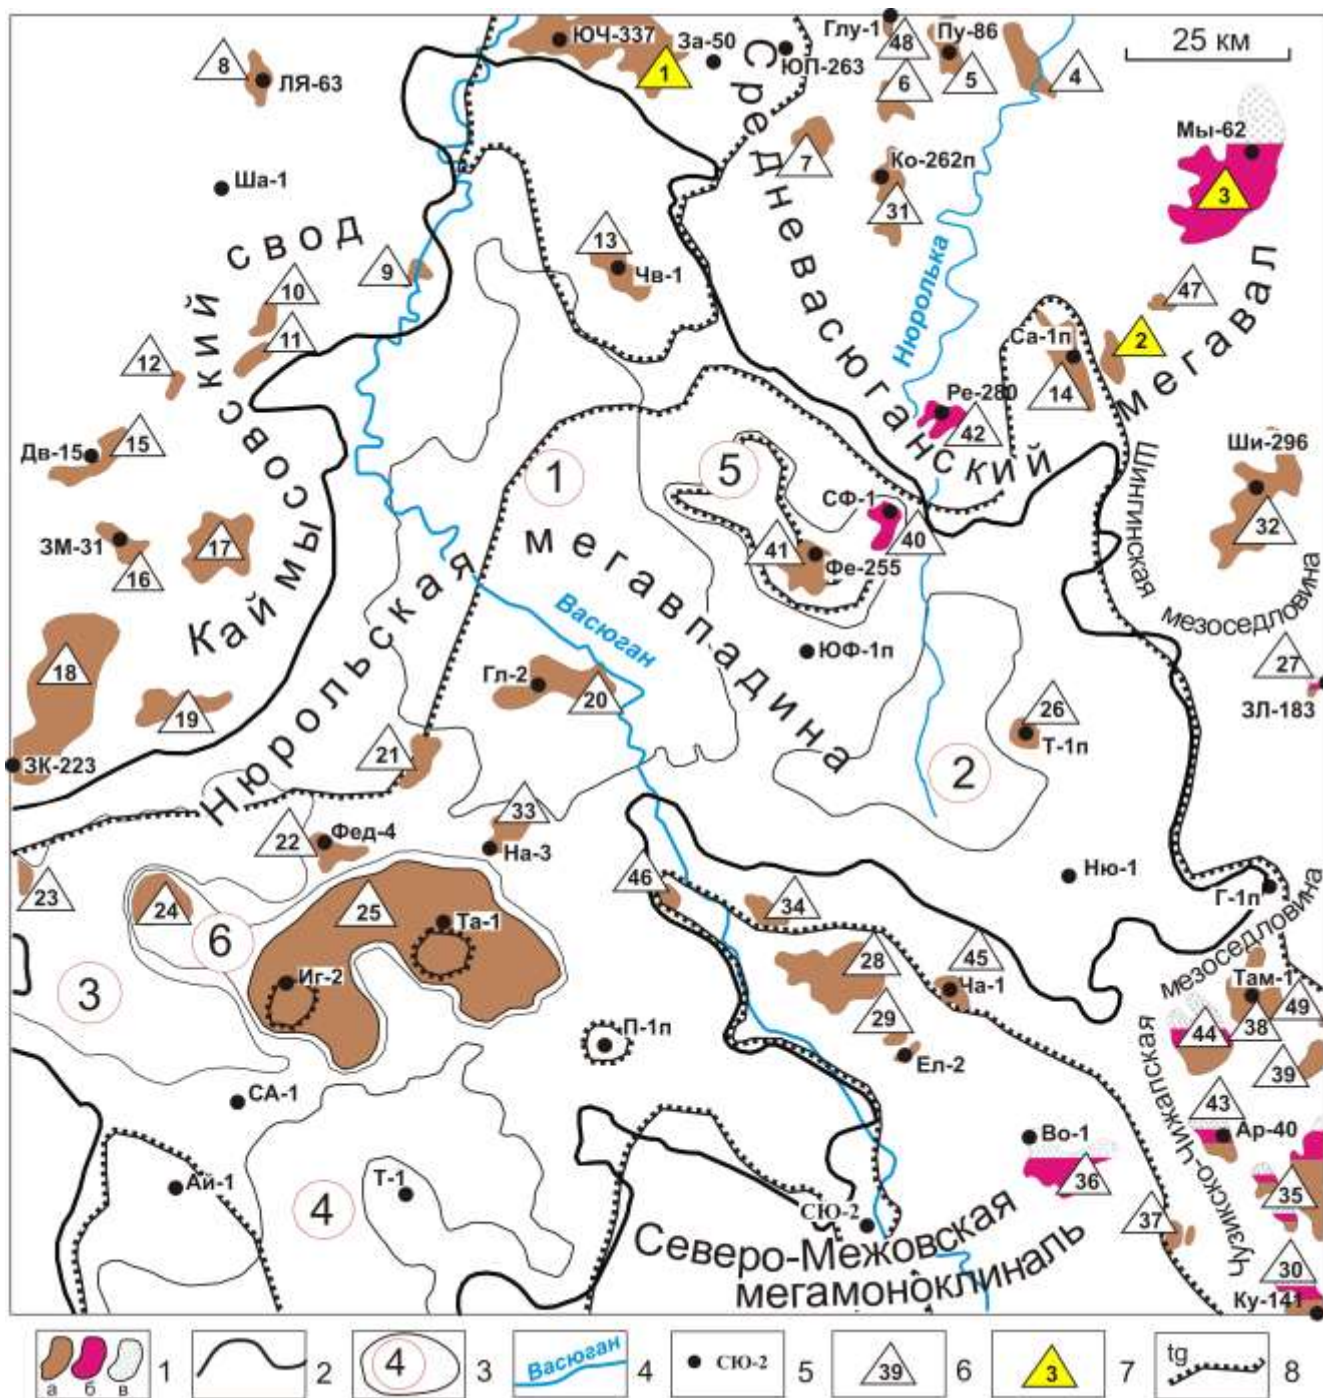 ЮЧ-337
За-50
ЮП-263
Глу-1
48
Пу-86
25 км
8
ЛЯ-63
1
6
5
4
Мы-62
7
Ко-262п
31
3
Ша-1
Среднеvасюганский мегавал
Каймысовский свод
13
Чв-1
9
10
11
12
Нюролька
47
Са-1п
2
14
Ре-280
42
Дв-15
15
1
5
СФ-1
40
Ши-296
32
Шингинская
мезоседловина
ЗМ-31
16
17
41
Фе-255
Нюрольская мегавпадина
Васюган
ЮФ-1п
27
ЗЛ-183
18
19
Гл-2
20
26
Т-1п
2
ЗК-223
21
33
На-3
22
Фед-4
23
24
25
6
Та-1
Иг-2
3
46
34
Ню-1
Г-1п
28
45
Ча-1
29
Ел-2
мезоседловина
Чузикско-Чижапская
Там-1
49
44
38
39
П-1п
СА-1
43
Ар-40
Во-1
36
35
Ай-1
Т-1
4
СЮ-2
37
30
Ку-141
Северо-Межовская
мегамоноклиналь
а б в 1
2
4 3
Васюган 4
СЮ-2 5
39 6
3 7
tg 8